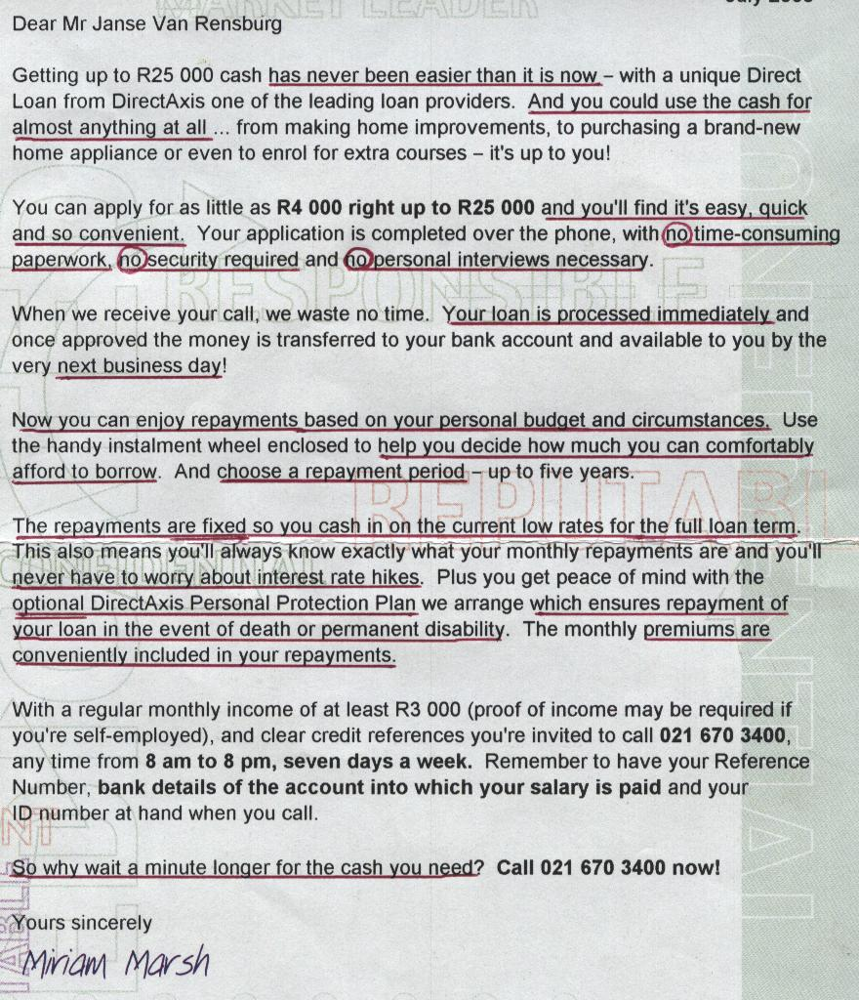 MARKET LEADER
Dear Mr Janse Van Rensburg
Getting up to R25 000 cash has never been easier than it is now – with a unique Direct
Loan from DirectAxis one of the leading loan providers. And you could use the cash for
almost anything at all ... from making home improvements, to purchasing a brand-new
home appliance or even to enrol for extra courses – it's up to you!
You can apply for as little as R4 000 right up to R25 000 and you'll find it's easy, quick
and so convenient. Your application is completed over the phone, with no time-consuming
paperwork, no security required and no personal interviews necessary.
RESPONSIBLE
When we receive your call, we waste no time. Your loan is processed immediately and
once approved the money is transferred to your bank account and available to you by the
very next business day!
Now you can enjoy repayments based on your personal budget and circumstances. Use
the handy instalment wheel enclosed to help you decide how much you can comfortably
afford to borrow. And choose a repayment period – up to five years.
REPUTABL
The repayments are fixed so you cash in on the current low rates for the full loan term.
This also means you'll always know exactly what your monthly repayments are and you'll
CONFIDENTIAL
never have to worry about interest rate hikes. Plus you get peace of mind with the
optional DirectAxis Personal Protection Plan we arrange which ensures repayment of
your loan in the event of death or permanent disability. The monthly premiums are
conveniently included in your repayments.
With a regular monthly income of at least R3 000 (proof of income may be required if
you're self-employed), and clear credit references you're invited to call 021 670 3400,
any time from 8 am to 8 pm, seven days a week. Remember to have your Reference
Number, bank details of the account into which your salary is paid and your
ID number at hand when you call.
NT
TABLE
So why wait a minute longer for the cash you need? Call 021 670 3400 now!
Yours sincerely
Miriam Marsh